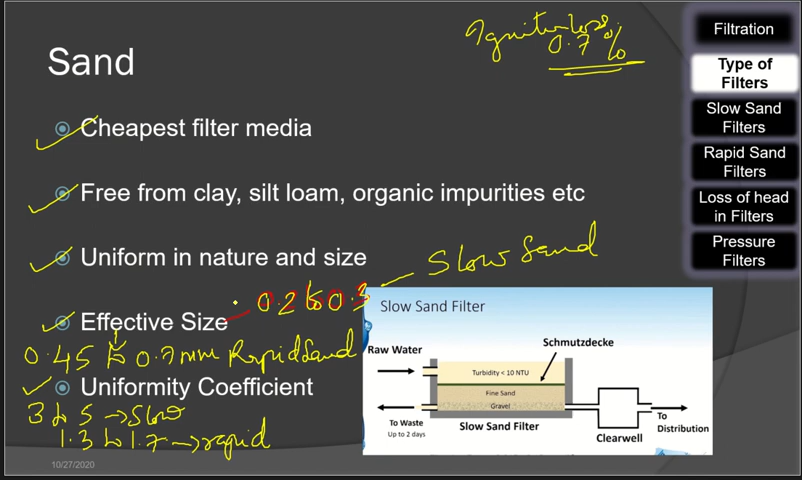 Ignition loss
0.7%
Sand
Cheapest filter media
Free from clay, silt loam, organic impurities etc
Uniform in nature and size
Slow Sand
0.2 to 0.3
Effective Size
0.45 to 0.7mm Rapid Sand
Uniformity Coefficient
3 to 5 → Slow
1.3 to 1.7 → rapid
10/27/2020
Slow Sand Filter
Raw Water
Schmutzdecke
Turbidity < 10 NTU
Fine Sand
Gravel
To Waste
Up to 2 days
Slow Sand Filter
Clearwell
To
Distribution
Filtration
Type of
Filters
Slow Sand
Filters
Rapid Sand
Filters
Loss of head
in Filters
Pressure
Filters